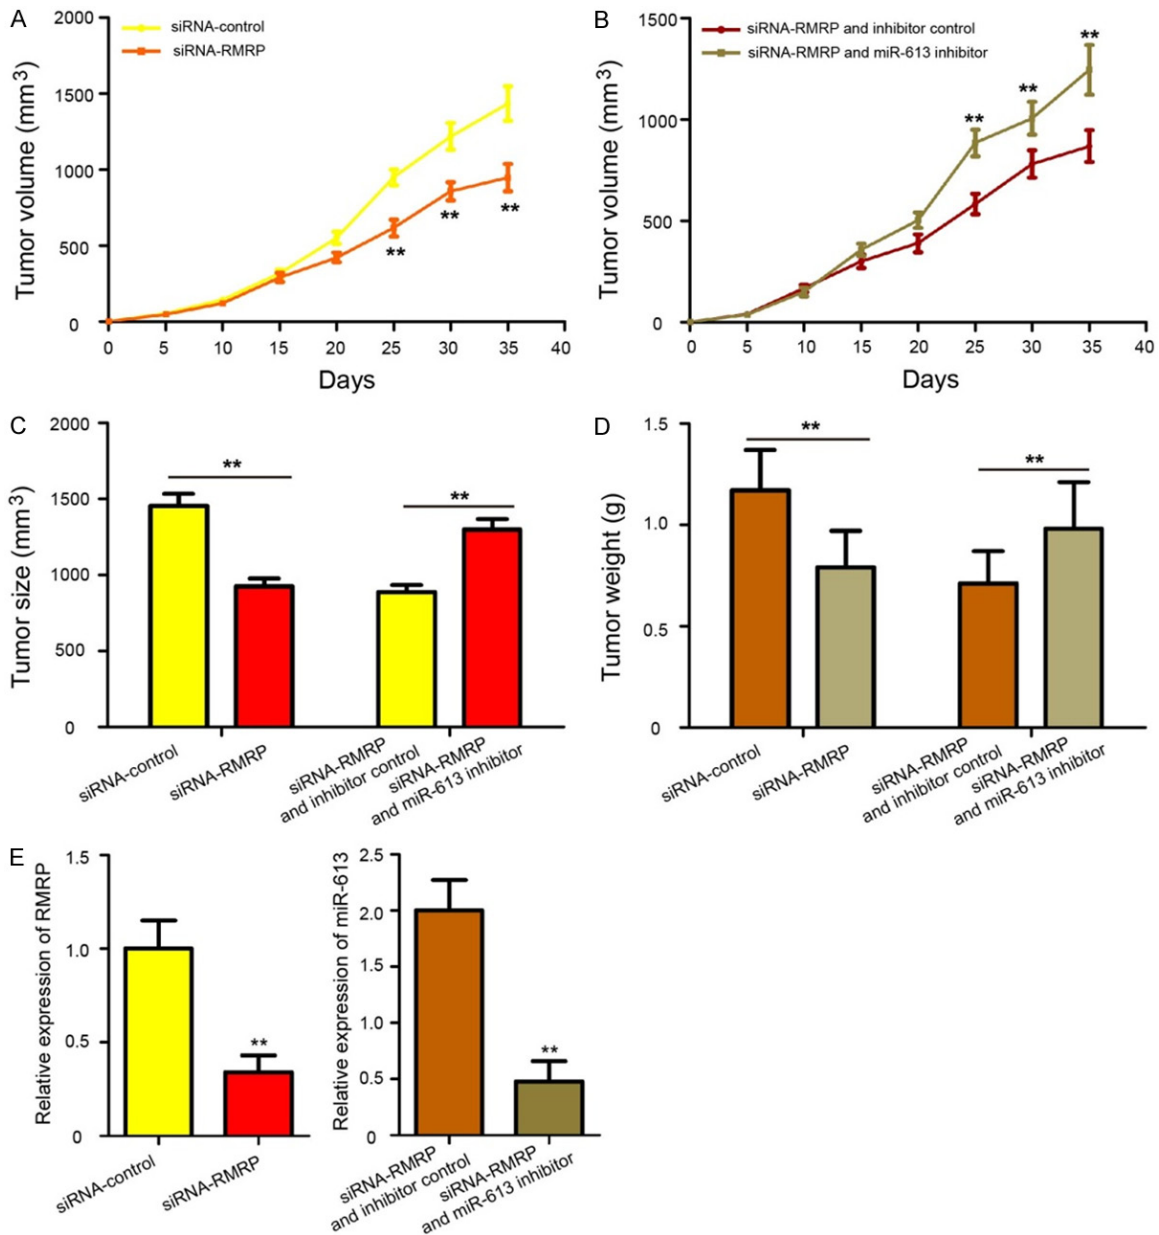 A
siRNA-control
siRNA-RMRP
Tumor volume (mm3)
2000
1500
1000
500
0
0 5 10 15 20 25 30 35 40
Days
** ** **
B
siRNA-RMRP and inhibitor control
siRNA-RMRP and miR-613 inhibitor
Tumor volume (mm3)
1500
1000
500
0
0 5 10 15 20 25 30 35 40
Days
** ** **
C
Tumor size (mm3)
2000
1500
1000
500
0
** **
siRNA-control
siRNA-RMRP
siRNA-RMRP
and inhibitor control
siRNA-RMRP
and miR-613 inhibitor
D
Tumor weight (g)
1.5
1.0
0.5
0
** **
siRNA-control
siRNA-RMRP
siRNA-RMRP
and inhibitor control
siRNA-RMRP
and miR-613 inhibitor
E
Relative expression of RMRP
1.5
1.0
0.5
0
**
siRNA-control
siRNA-RMRP
Relative expression of miR-613
2.5
2.0
1.5
1.0
0.5
0
**
siRNA-RMRP
and inhibitor control
siRNA-RMRP
and miR-613 inhibitor